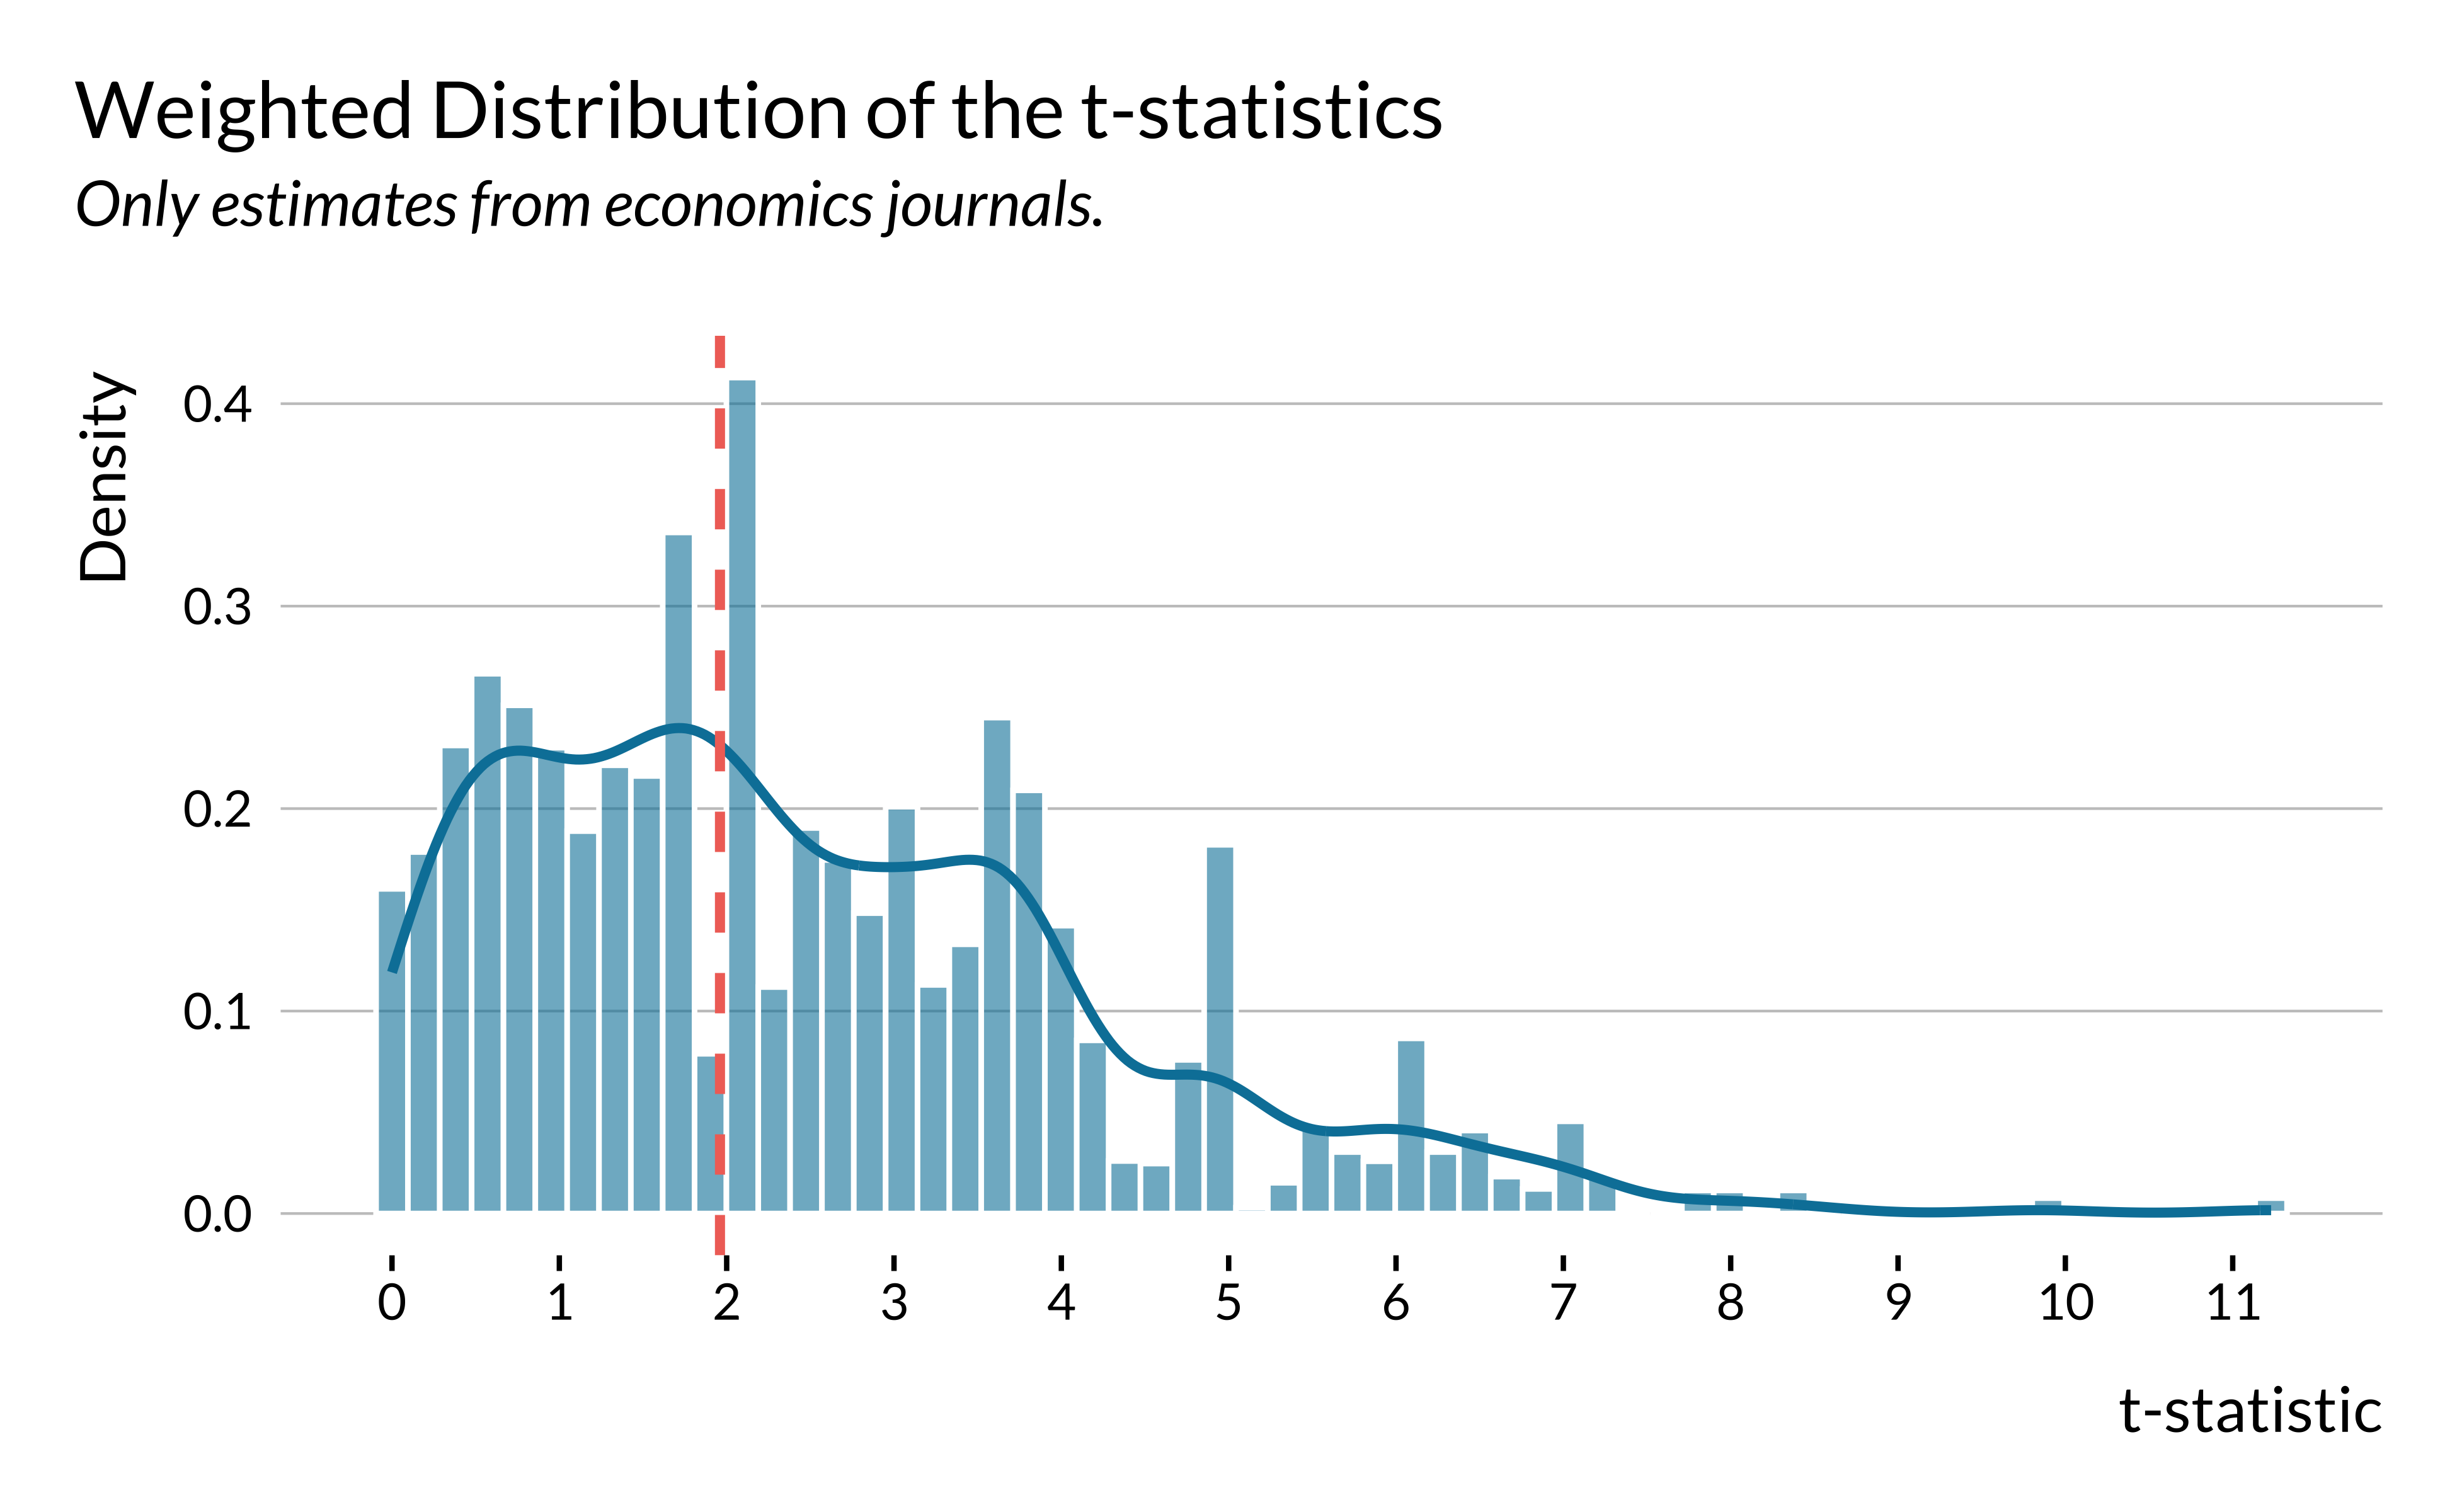 Weighted Distribution of the t-statistics
Only estimates from economics journals.
Density
0.4
0.3
0.2
0.1
0.0
0 1 2 3 4 5 6 7 8 9 10 11
t-statistic